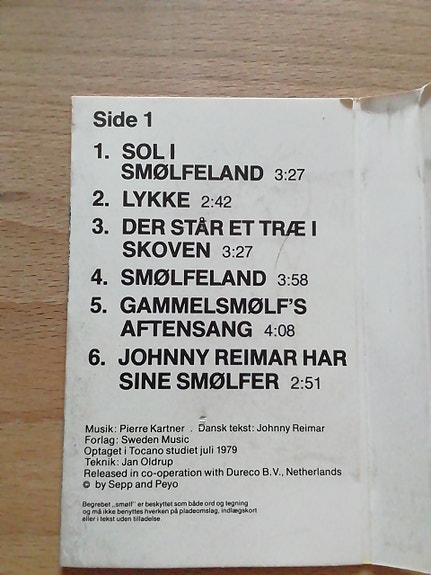 Side 1
1. SOL I
SMØLFELAND 3:27
2. LYKKE 2:42
3. DER STÅR ET TRÆ I
SKOVEN 3:27
4. SMØLFELAND 3:58
5. GAMMELSMØLF'S
AFTENSANG 4:08
6. JOHNNY REIMAR HAR
SINE SMØLFER 2:51
Musik: Pierre Kartner . Dansk tekst: Johnny Reimar
Forlag: Sweden Music
Optaget i Tocano studiet juli 1979
Teknik: Jan Oldrup
Released in co-operation with Dureco B.V., Netherlands
© by Sepp and Peyo
Begrebet „smølf" er beskyttet som både ord og tegning
og må ikke benyttes hverken på pladeomslag, indlægskort
eller i tekst uden tilladelse.